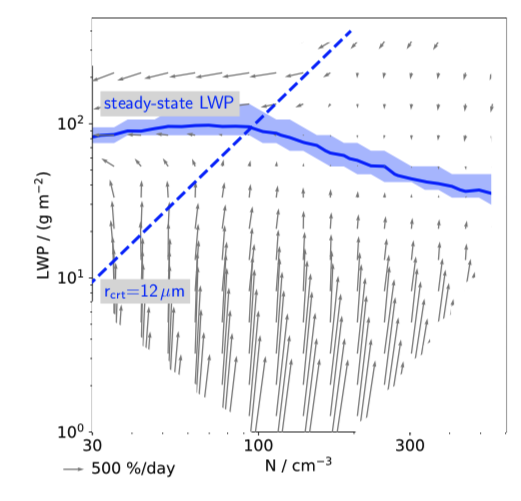 LWP / (g m⁻²)
10²
10¹
10⁰
steady-state LWP
r_crt=12 μm
30
100
300
N / cm⁻³
500 %/day